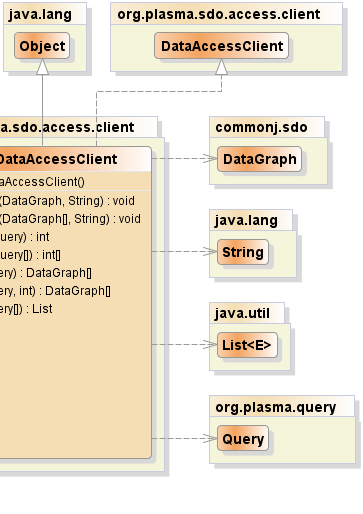 java.lang
Object
org.plasma.sdo.access.client
DataAccessClient
a.sdo.access.client
DataAccessClient
aAccessClient()
(DataGraph, String) : void
(DataGraph[], String) : void
uery) : int
uery[]) : int[]
ery) : DataGraph[]
ery, int) : DataGraph[]
ery[]) : List
commonj.sdo
DataGraph
java.lang
String
java.util
List<E>
org.plasma.query
Query